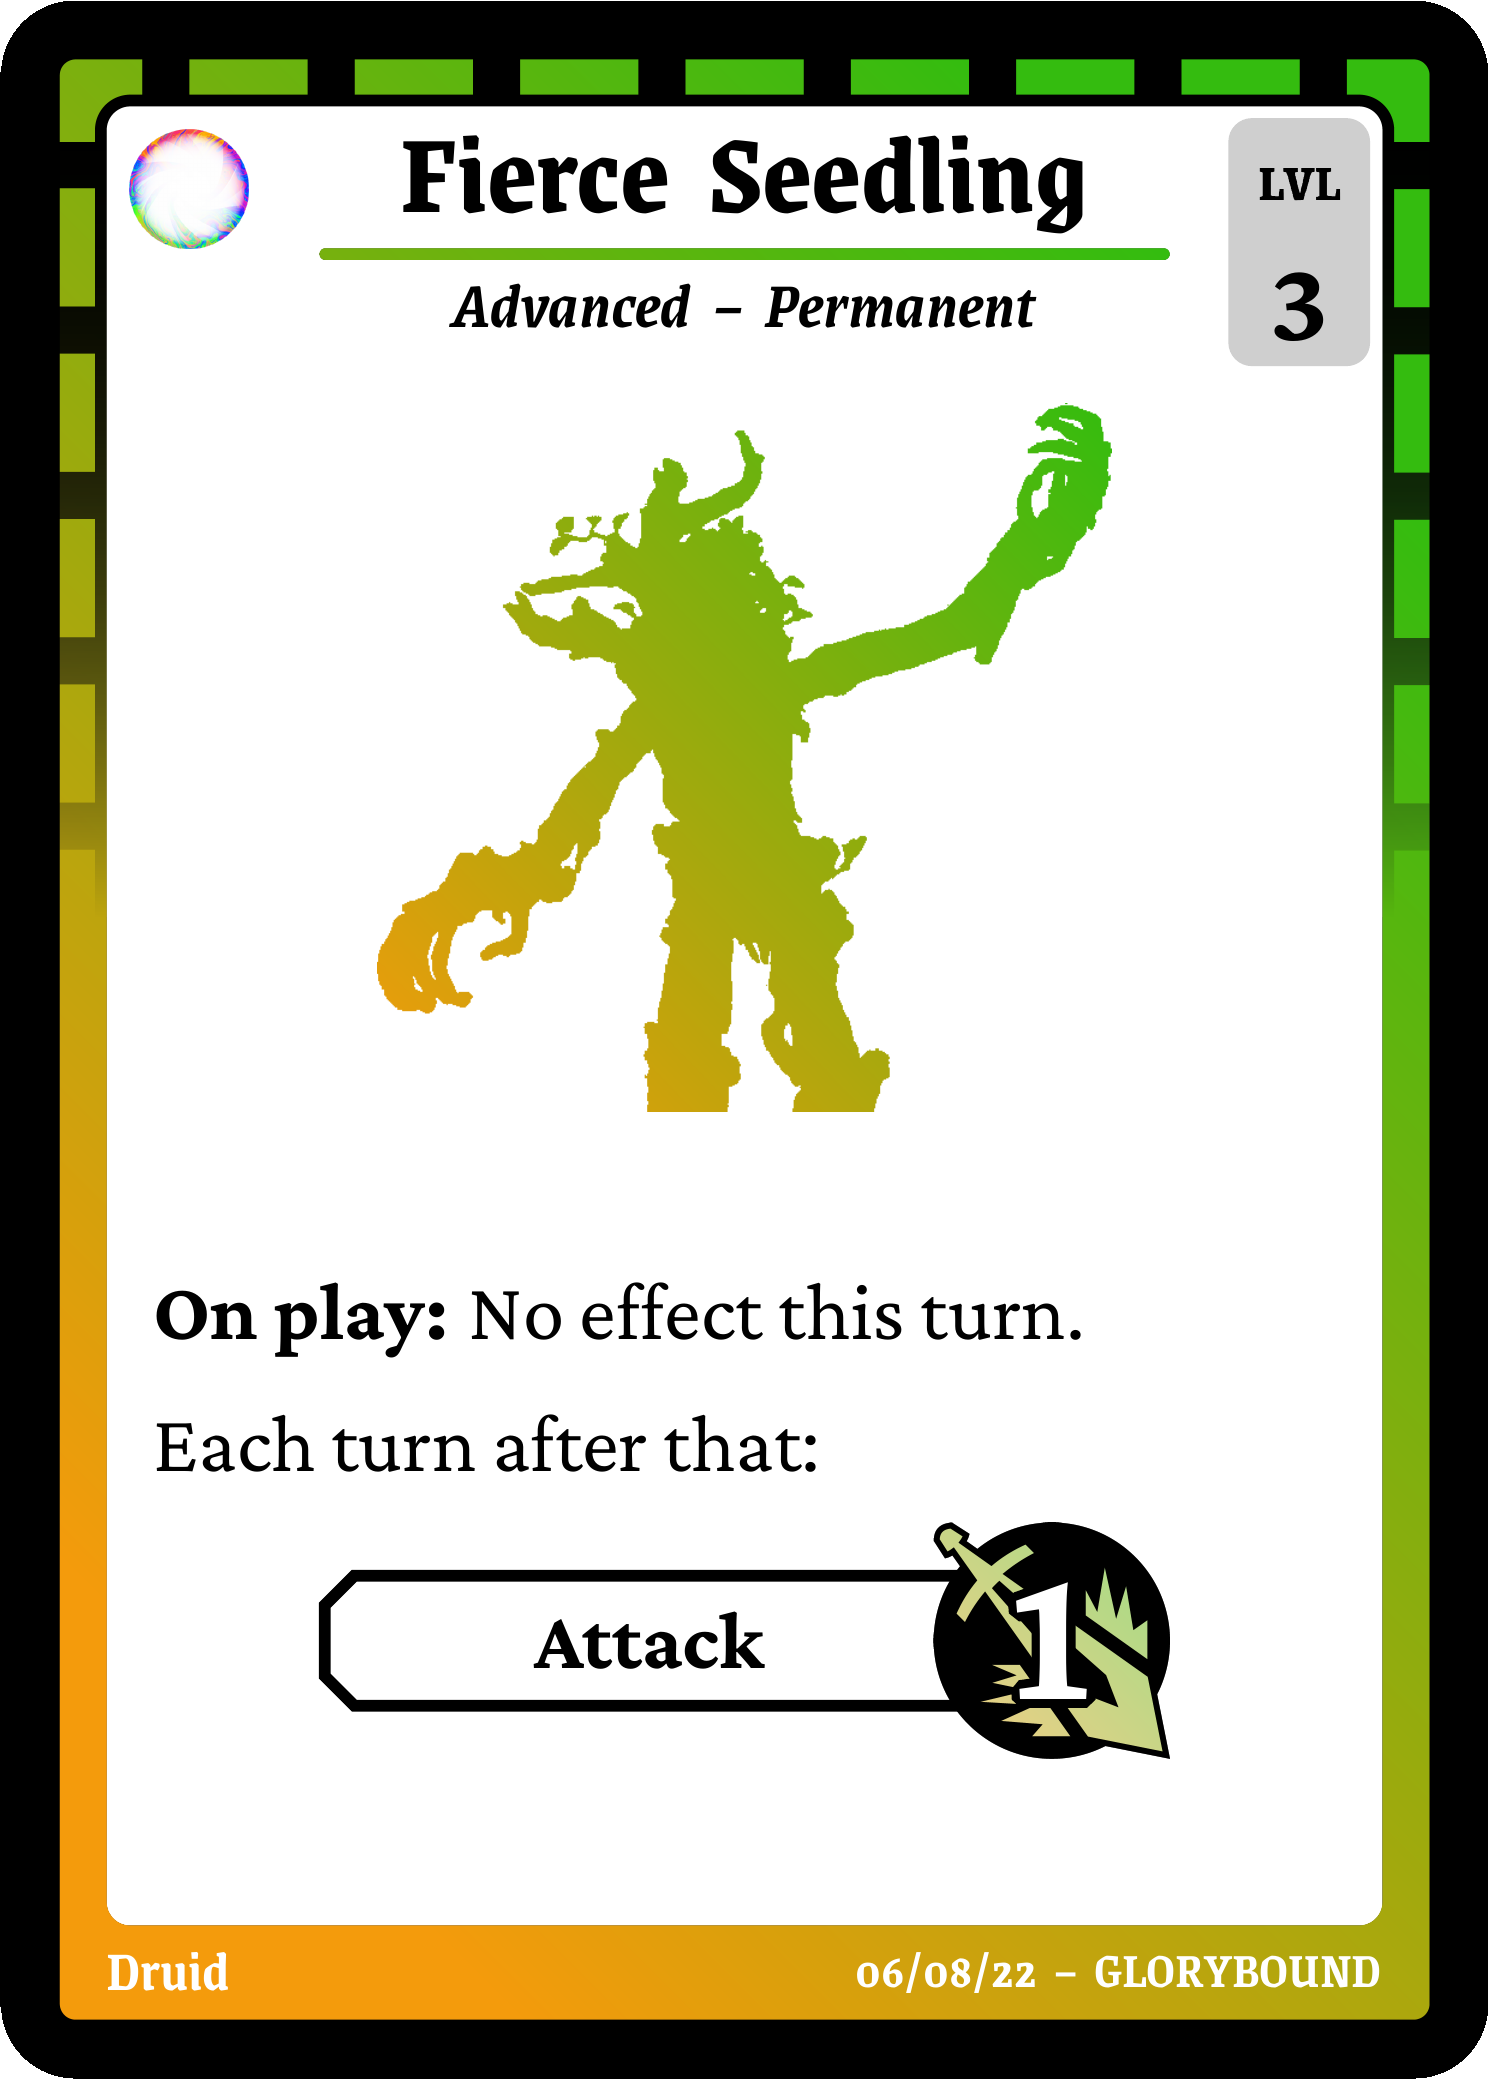 Fierce Seedling
LVL
3
Advanced – Permanent
On play: No effect this turn.
Each turn after that:
Attack
1
Druid
06/08/22 – GLORYBOUND